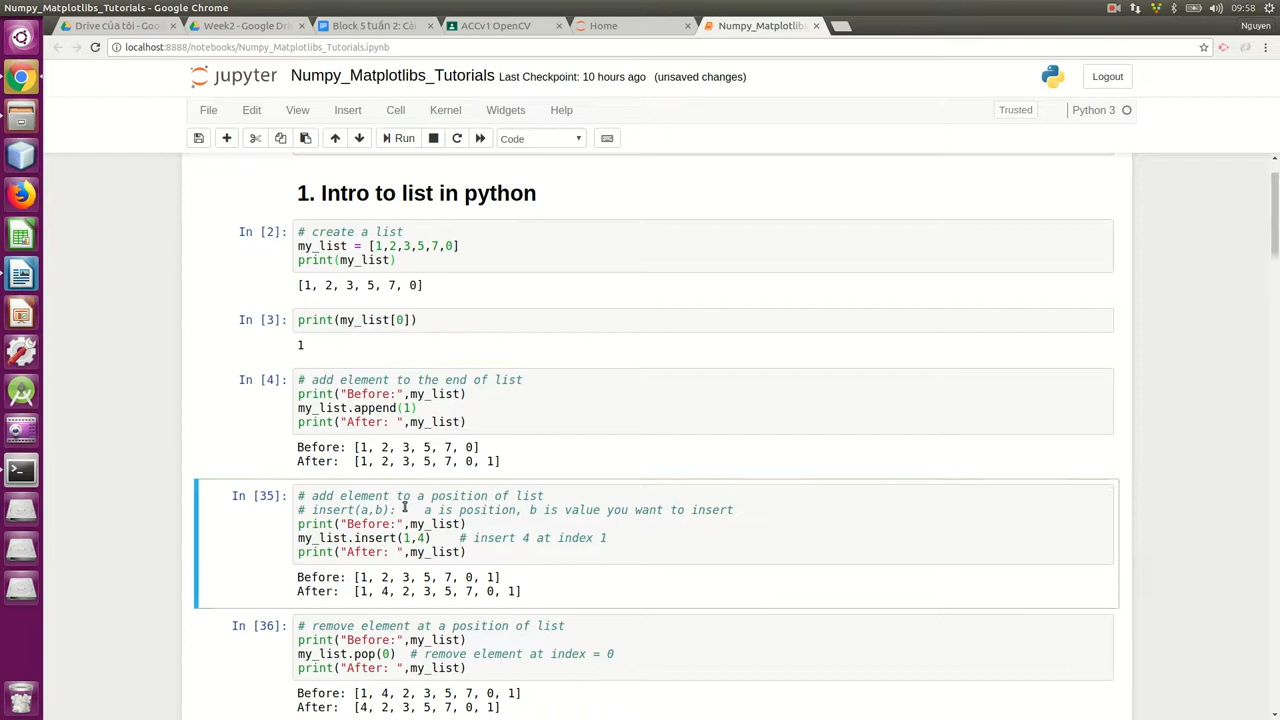 Numpy_Matplotlibs_Tutorials - Google Chrome
09:58
Drive của tôi - Goog
Week2 - Google Dri
Block 5 tuần 2: Cài
ACCv1 OpenCV
Home
Numpy_Matplotlibs
Nguyen
localhost:8888/notebooks/Numpy_Matplotlibs_Tutorials.ipynb
jupyter Numpy_Matplotlibs_Tutorials Last Checkpoint: 10 hours ago (unsaved changes)
Logout
File Edit View Insert Cell Kernel Widgets Help
Trusted Python 3
Run
Code
1. Intro to list in python
In [2]: # create a list
my_list = [1,2,3,5,7,0]
print(my_list)
[1, 2, 3, 5, 7, 0]
In [3]: print(my_list[0])
1
In [4]: # add element to the end of list
print("Before:",my_list)
my_list.append(1)
print("After: ",my_list)
Before: [1, 2, 3, 5, 7, 0]
After:  [1, 2, 3, 5, 7, 0, 1]
In [35]: # add element to a position of list
# insert(a,b):    a is position, b is value you want to insert
print("Before:",my_list)
my_list.insert(1,4)    # insert 4 at index 1
print("After: ",my_list)
Before: [1, 2, 3, 5, 7, 0, 1]
After:  [1, 4, 2, 3, 5, 7, 0, 1]
In [36]: # remove element at a position of list
print("Before:",my_list)
my_list.pop(0)  # remove element at index = 0
print("After: ",my_list)
Before: [1, 4, 2, 3, 5, 7, 0, 1]
After:  [4, 2, 3, 5, 7, 0, 1]